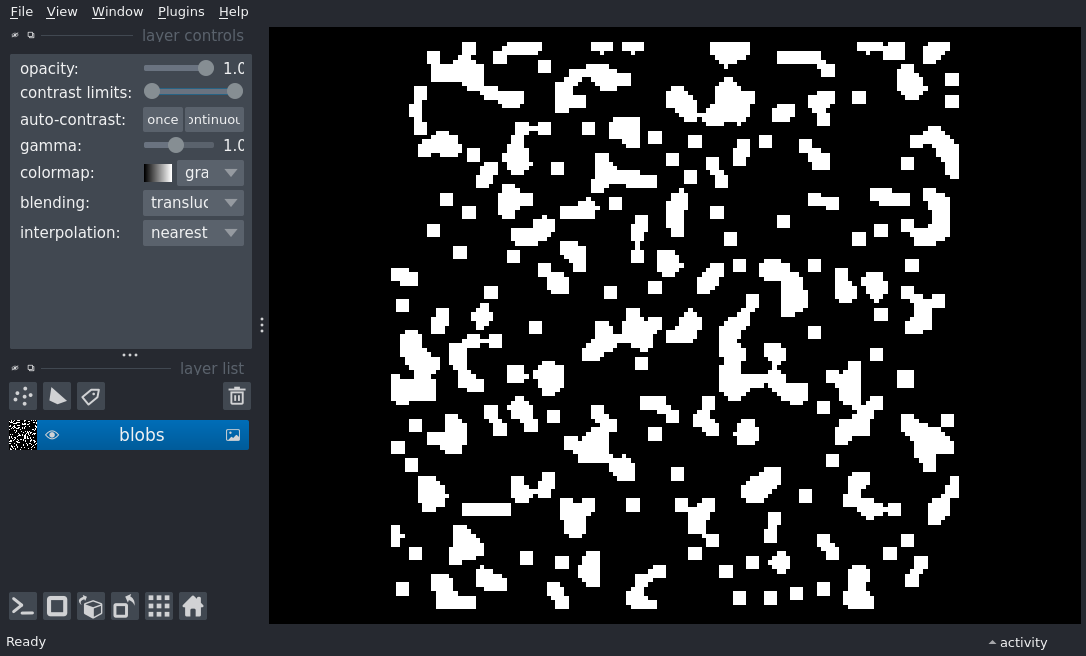 File View Window Plugins Help
layer controls
opacity: 1.0
contrast limits:
auto-contrast: once ontinuou
gamma: 1.0
colormap: gra
blending: transluc
interpolation: nearest
layer list
blobs
Ready
activity